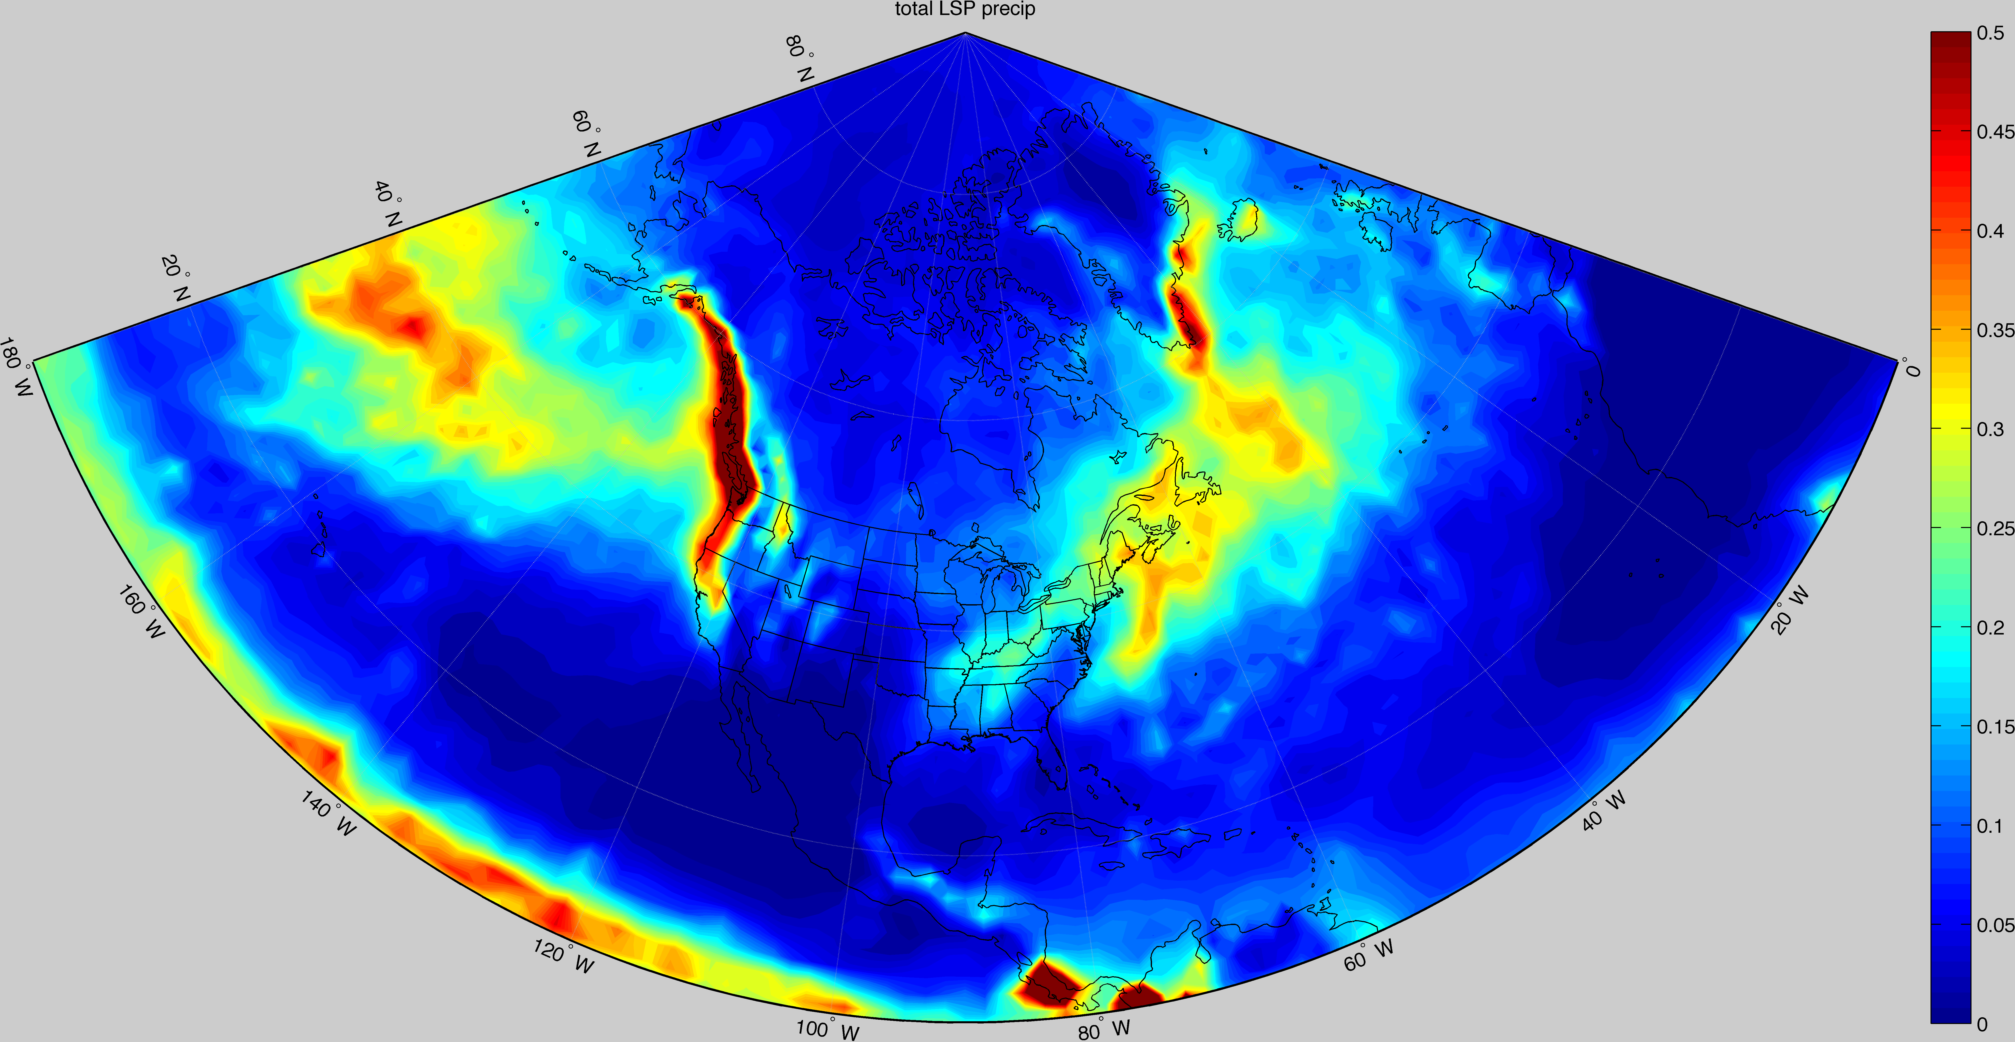 total LSP precip
80° N
60° N
40° N
20° N
180° W
160° W
140° W
120° W
100° W
80° W
60° W
40° W
20° W
0°
0.5
0.45
0.4
0.35
0.3
0.25
0.2
0.15
0.1
0.05
0